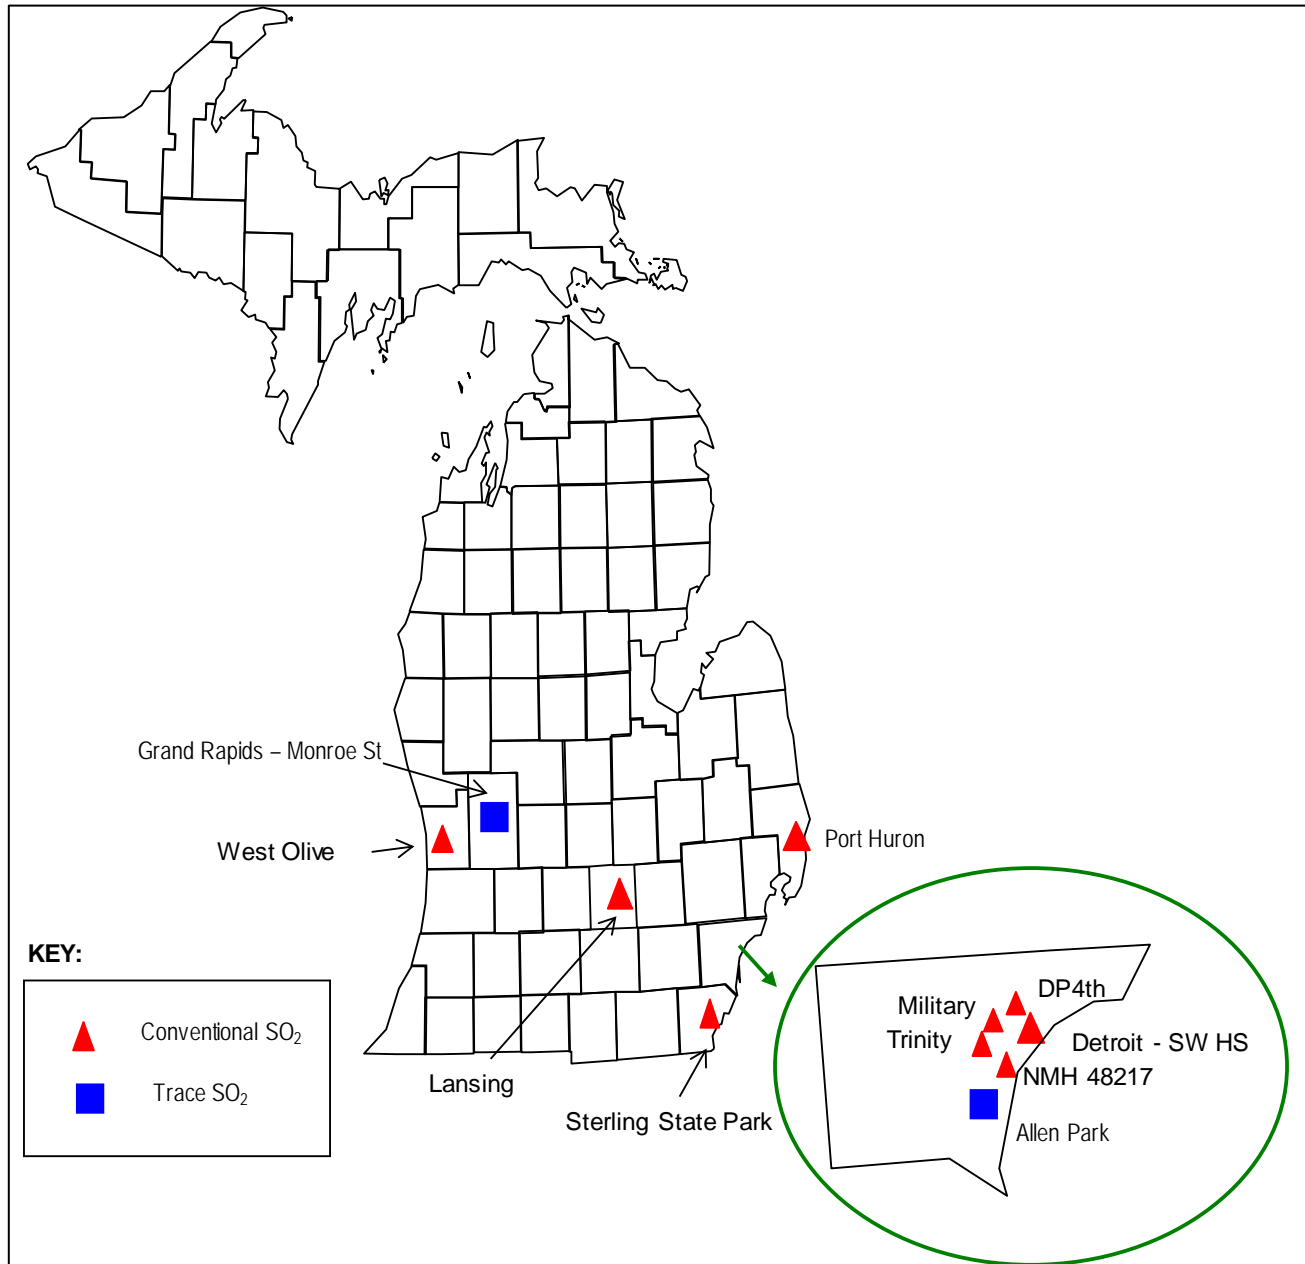 Grand Rapids – Monroe St
West Olive
Port Huron
KEY:
Conventional SO₂
Trace SO₂
Lansing
Sterling State Park
Military
DP4th
Trinity
Detroit - SW HS
NMH 48217
Allen Park